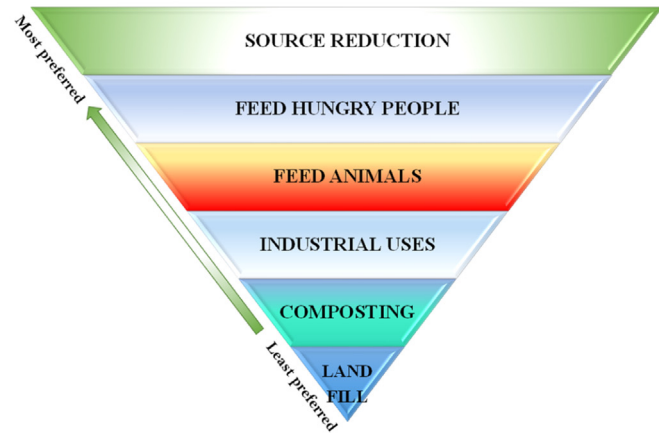 Most preferred
SOURCE REDUCTION
FEED HUNGRY PEOPLE
FEED ANIMALS
INDUSTRIAL USES
COMPOSTING
Least preferred
LAND
FILL